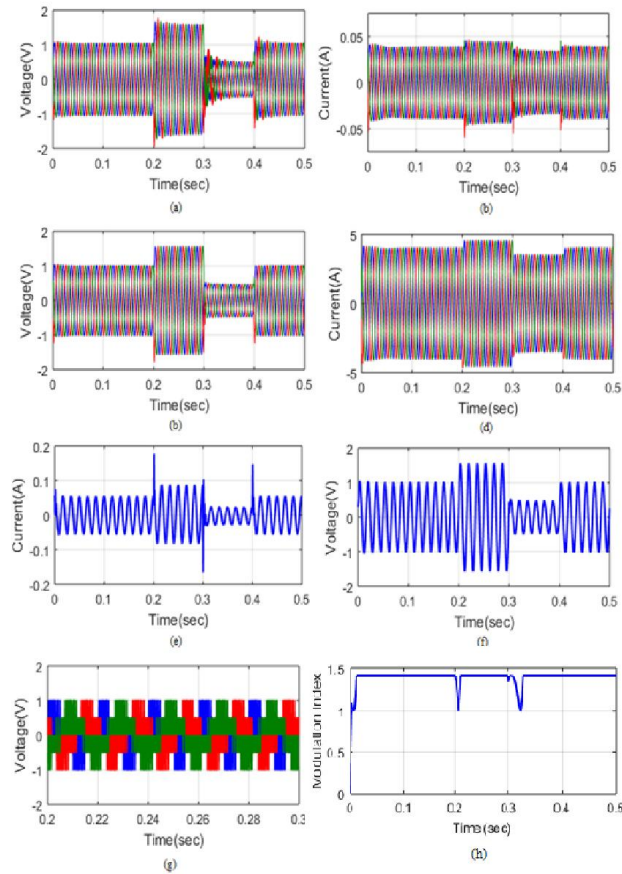 2
1
0
-1
-2
Voltage(V)
0 0.1 0.2 0.3 0.4 0.5
Time(sec)
(a)
0.05
0
-0.05
Current(A)
0 0.1 0.2 0.3 0.4 0.5
Time(sec)
(b)
2
1
0
-1
-2
Voltage(V)
0 0.1 0.2 0.3 0.4 0.5
Time(sec)
(b)
5
0
-5
Current(A)
0 0.1 0.2 0.3 0.4 0.5
Time(sec)
(d)
0.2
0.1
0
-0.1
-0.2
Current(A)
0 0.1 0.2 0.3 0.4 0.5
Time(sec)
(e)
2
1
0
-1
-2
Voltage(V)
0 0.1 0.2 0.3 0.4 0.5
Time(sec)
(f)
2
1
0
-1
-2
Voltage(V)
0.2 0.22 0.24 0.26 0.28 0.3
Time(sec)
(g)
1.5
1
0.5
0
Modulation Index
0 0.1 0.2 0.3 0.4 0.5
Time(sec)
(h)